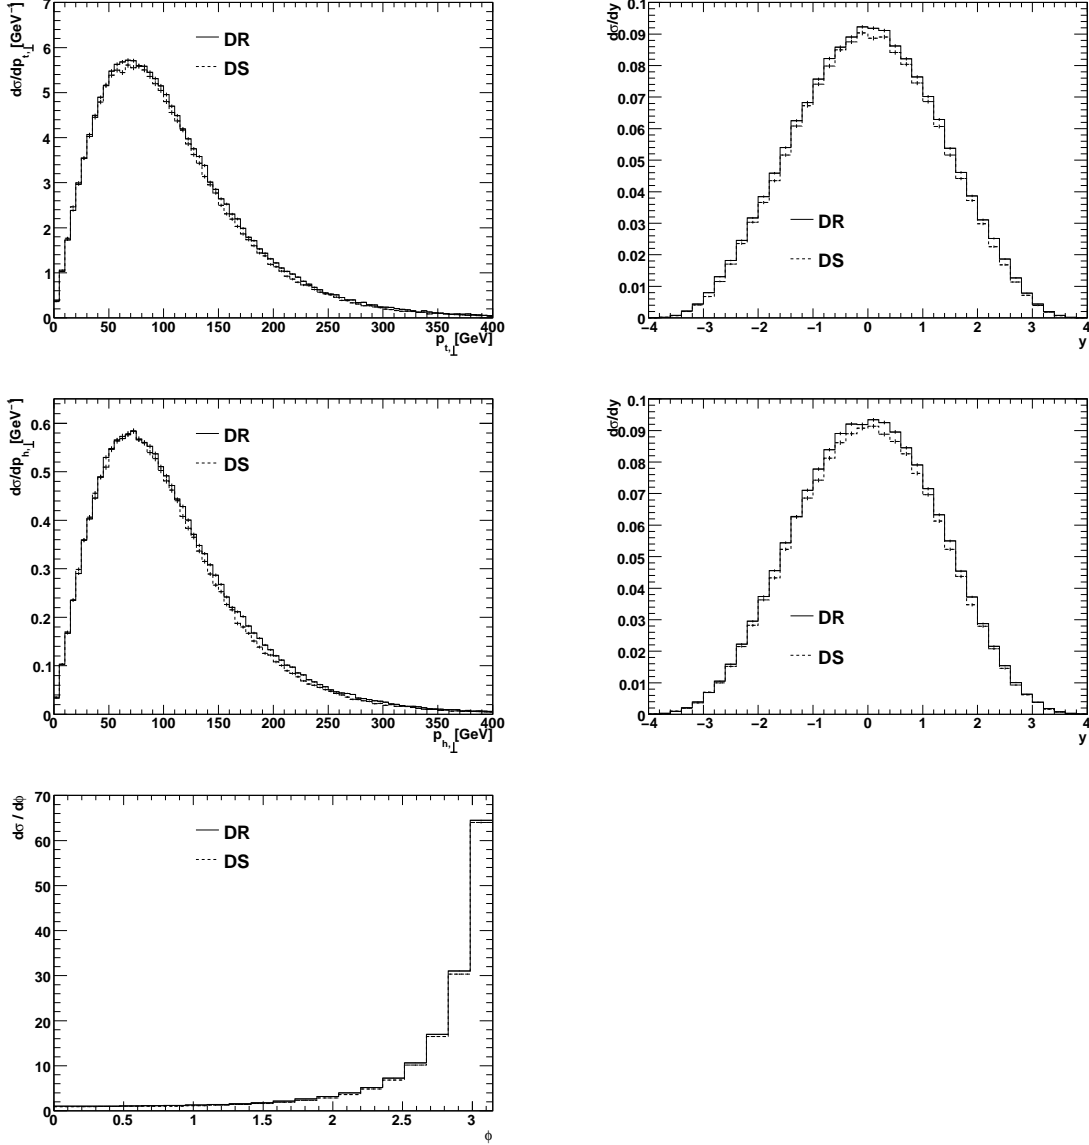 dσ/dp_{t,⊥}[GeV⁻¹]
7
6
5
4
3
2
1
0
DR
DS
0 50 100 150 200 250 300 350 400
p_{t,⊥}[GeV]
dσ/dy
0.1
0.09
0.08
0.07
0.06
0.05
0.04
0.03
0.02
0.01
0
DR
DS
−4 −3 −2 −1 0 1 2 3 4
y
dσ/dp_{h,⊥}[GeV⁻¹]
0.6
0.5
0.4
0.3
0.2
0.1
0
DR
DS
0 50 100 150 200 250 300 350 400
p_{h,⊥}[GeV]
dσ/dy
0.1
0.09
0.08
0.07
0.06
0.05
0.04
0.03
0.02
0.01
0
DR
DS
−4 −3 −2 −1 0 1 2 3 4
y
dσ / dϕ
70
60
50
40
30
20
10
0
DR
DS
0 0.5 1 1.5 2 2.5 3
ϕ